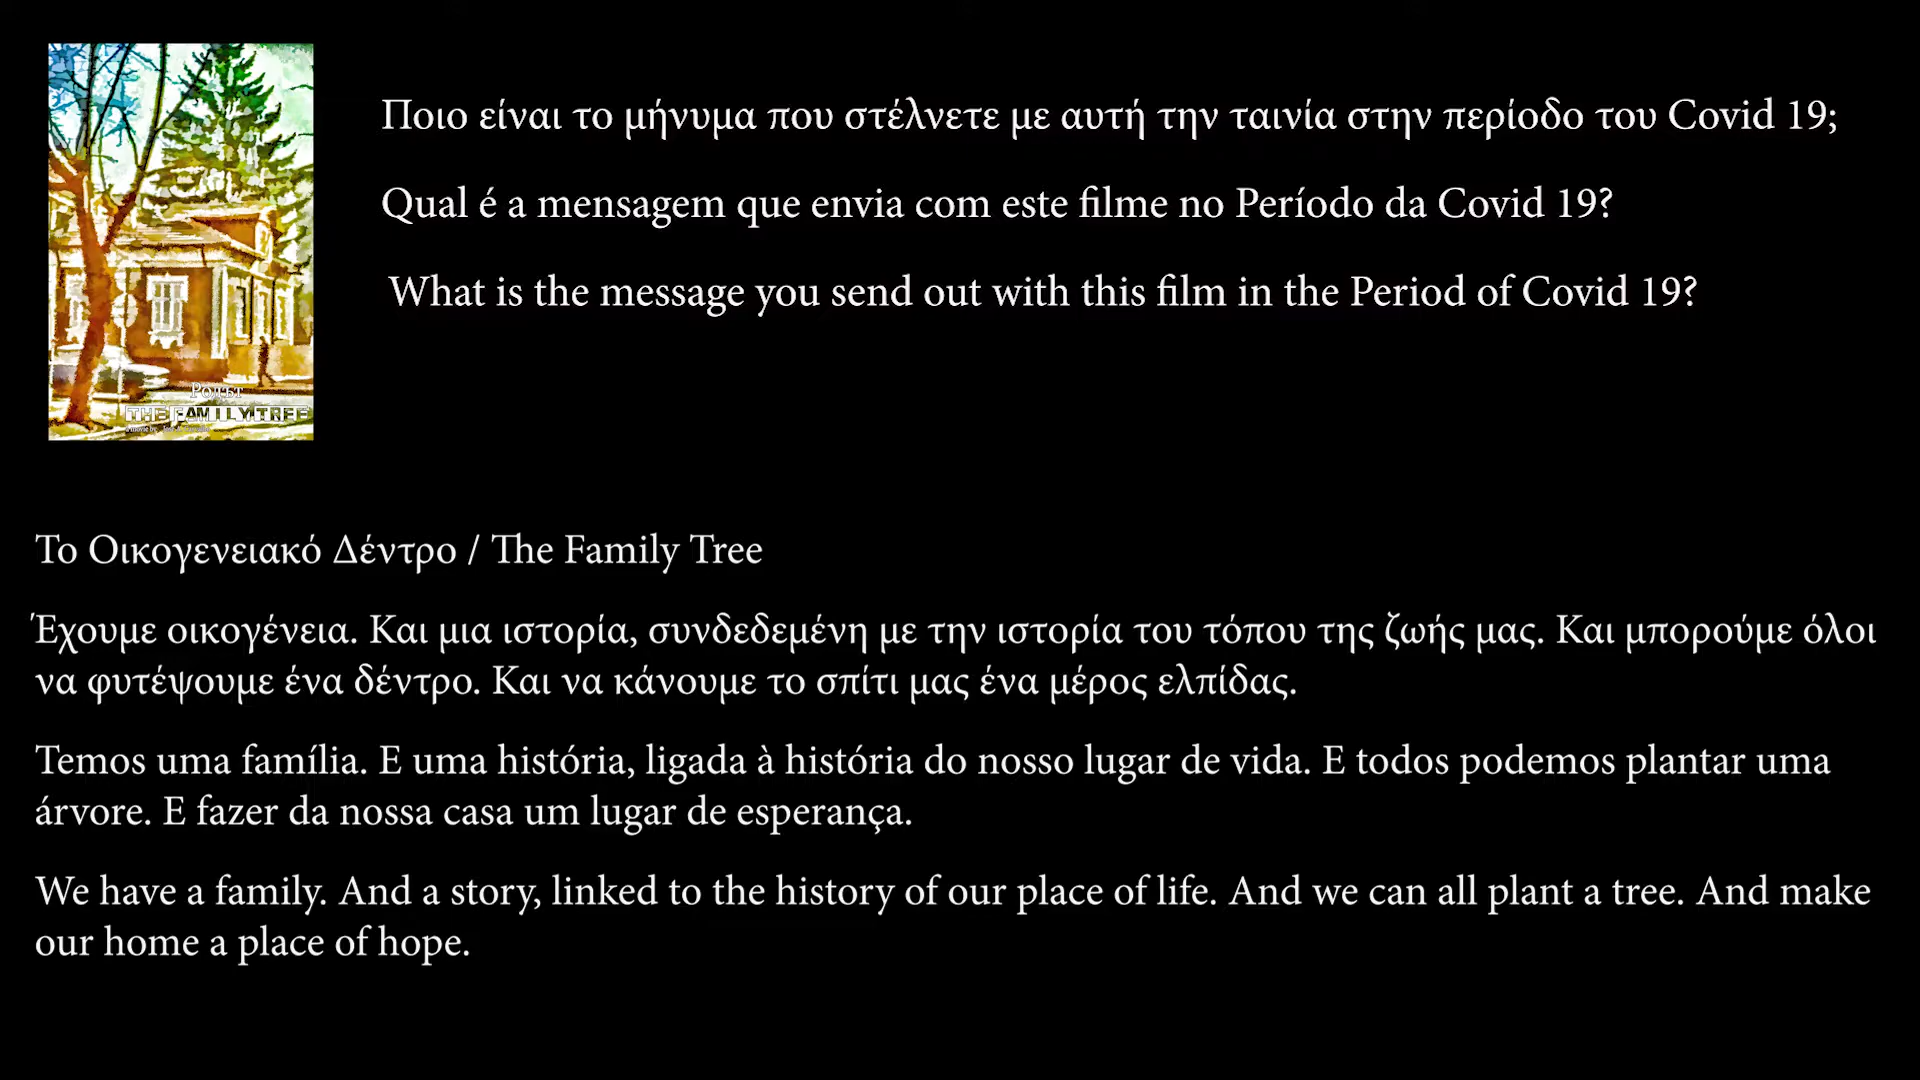 Ποιο είναι το μήνυμα που στέλνετε με αυτή την ταινία στην περίοδο του Covid 19;
Qual é a mensagem que envia com este filme no Período da Covid 19?
What is the message you send out with this film in the Period of Covid 19?
Родът
THE FAMILY TREE
Το Οικογενειακό Δέντρο / The Family Tree
Έχουμε οικογένεια. Και μια ιστορία, συνδεδεμένη με την ιστορία του τόπου της ζωής μας. Και μπορούμε όλοι
να φυτέψουμε ένα δέντρο. Και να κάνουμε το σπίτι μας ένα μέρος ελπίδας.
Temos uma família. E uma história, ligada à história do nosso lugar de vida. E todos podemos plantar uma
árvore. E fazer da nossa casa um lugar de esperança.
We have a family. And a story, linked to the history of our place of life. And we can all plant a tree. And make
our home a place of hope.